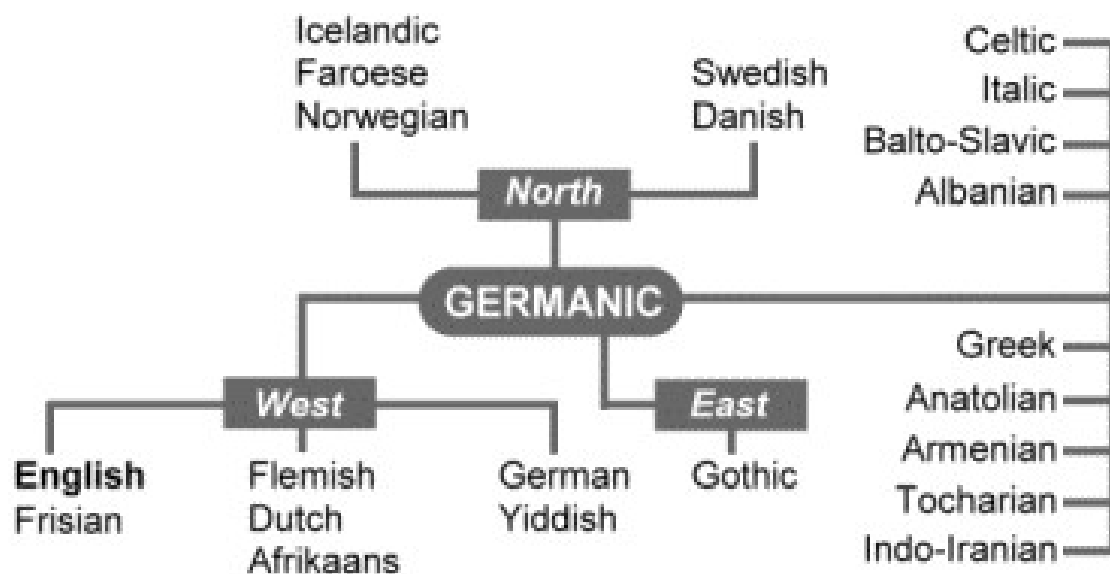 Icelandic
Faroese
Norwegian
Swedish
Danish
North
GERMANIC
West
East
English
Frisian
Flemish
Dutch
Afrikaans
German
Yiddish
Gothic
Celtic
Italic
Balto-Slavic
Albanian
Greek
Anatolian
Armenian
Tocharian
Indo-Iranian